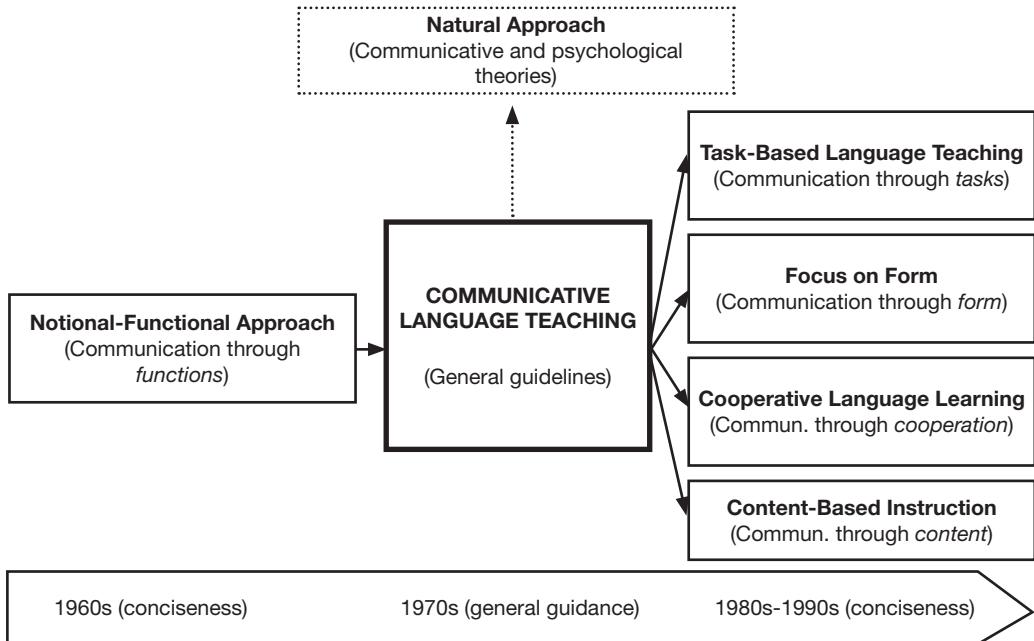 Natural Approach
(Communicative and psychological
theories)
Task-Based Language Teaching
(Communication through tasks)
Focus on Form
(Communication through form)
COMMUNICATIVE
LANGUAGE TEACHING
(General guidelines)
Notional-Functional Approach
(Communication through
functions)
Cooperative Language Learning
(Commun. through cooperation)
Content-Based Instruction
(Commun. through content)
1960s (conciseness)
1970s (general guidance)
1980s-1990s (conciseness)